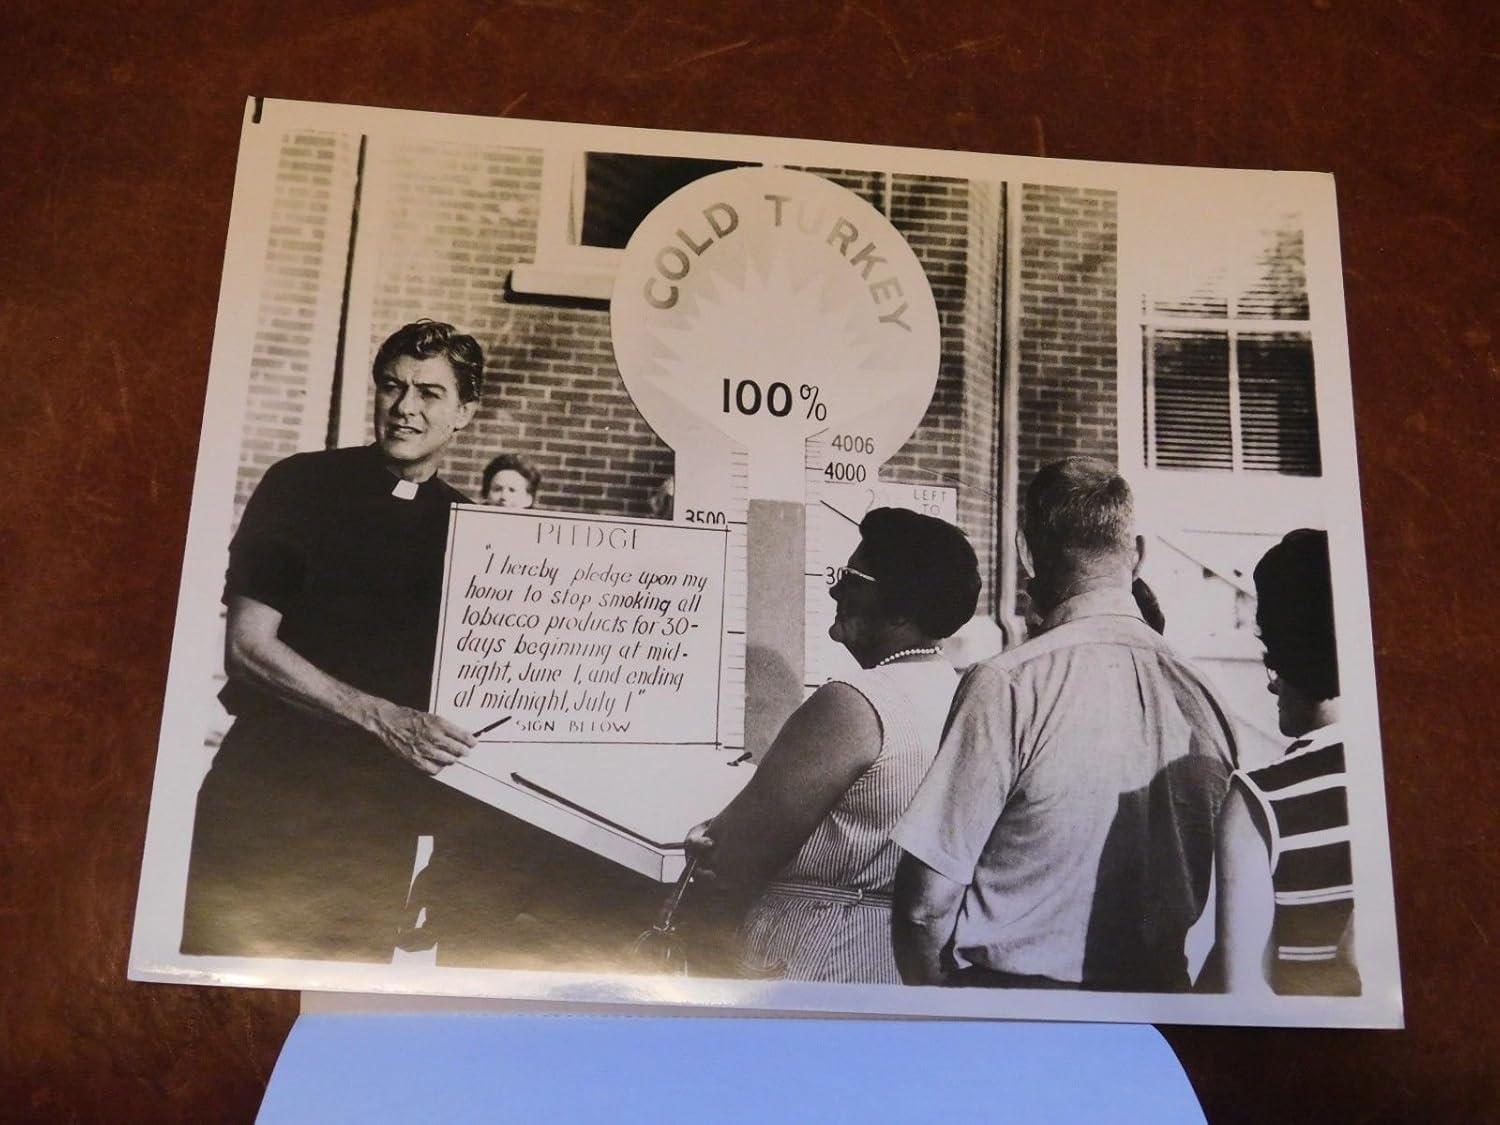 COLD TURKEY
100%
4006
4000
3500
LEFT
TO
PLEDGE
"I hereby pledge upon my
honor to stop smoking all
tobacco products for 30-
days beginning at mid-
night, June 1, and ending
at midnight, July 1"
SIGN BELOW